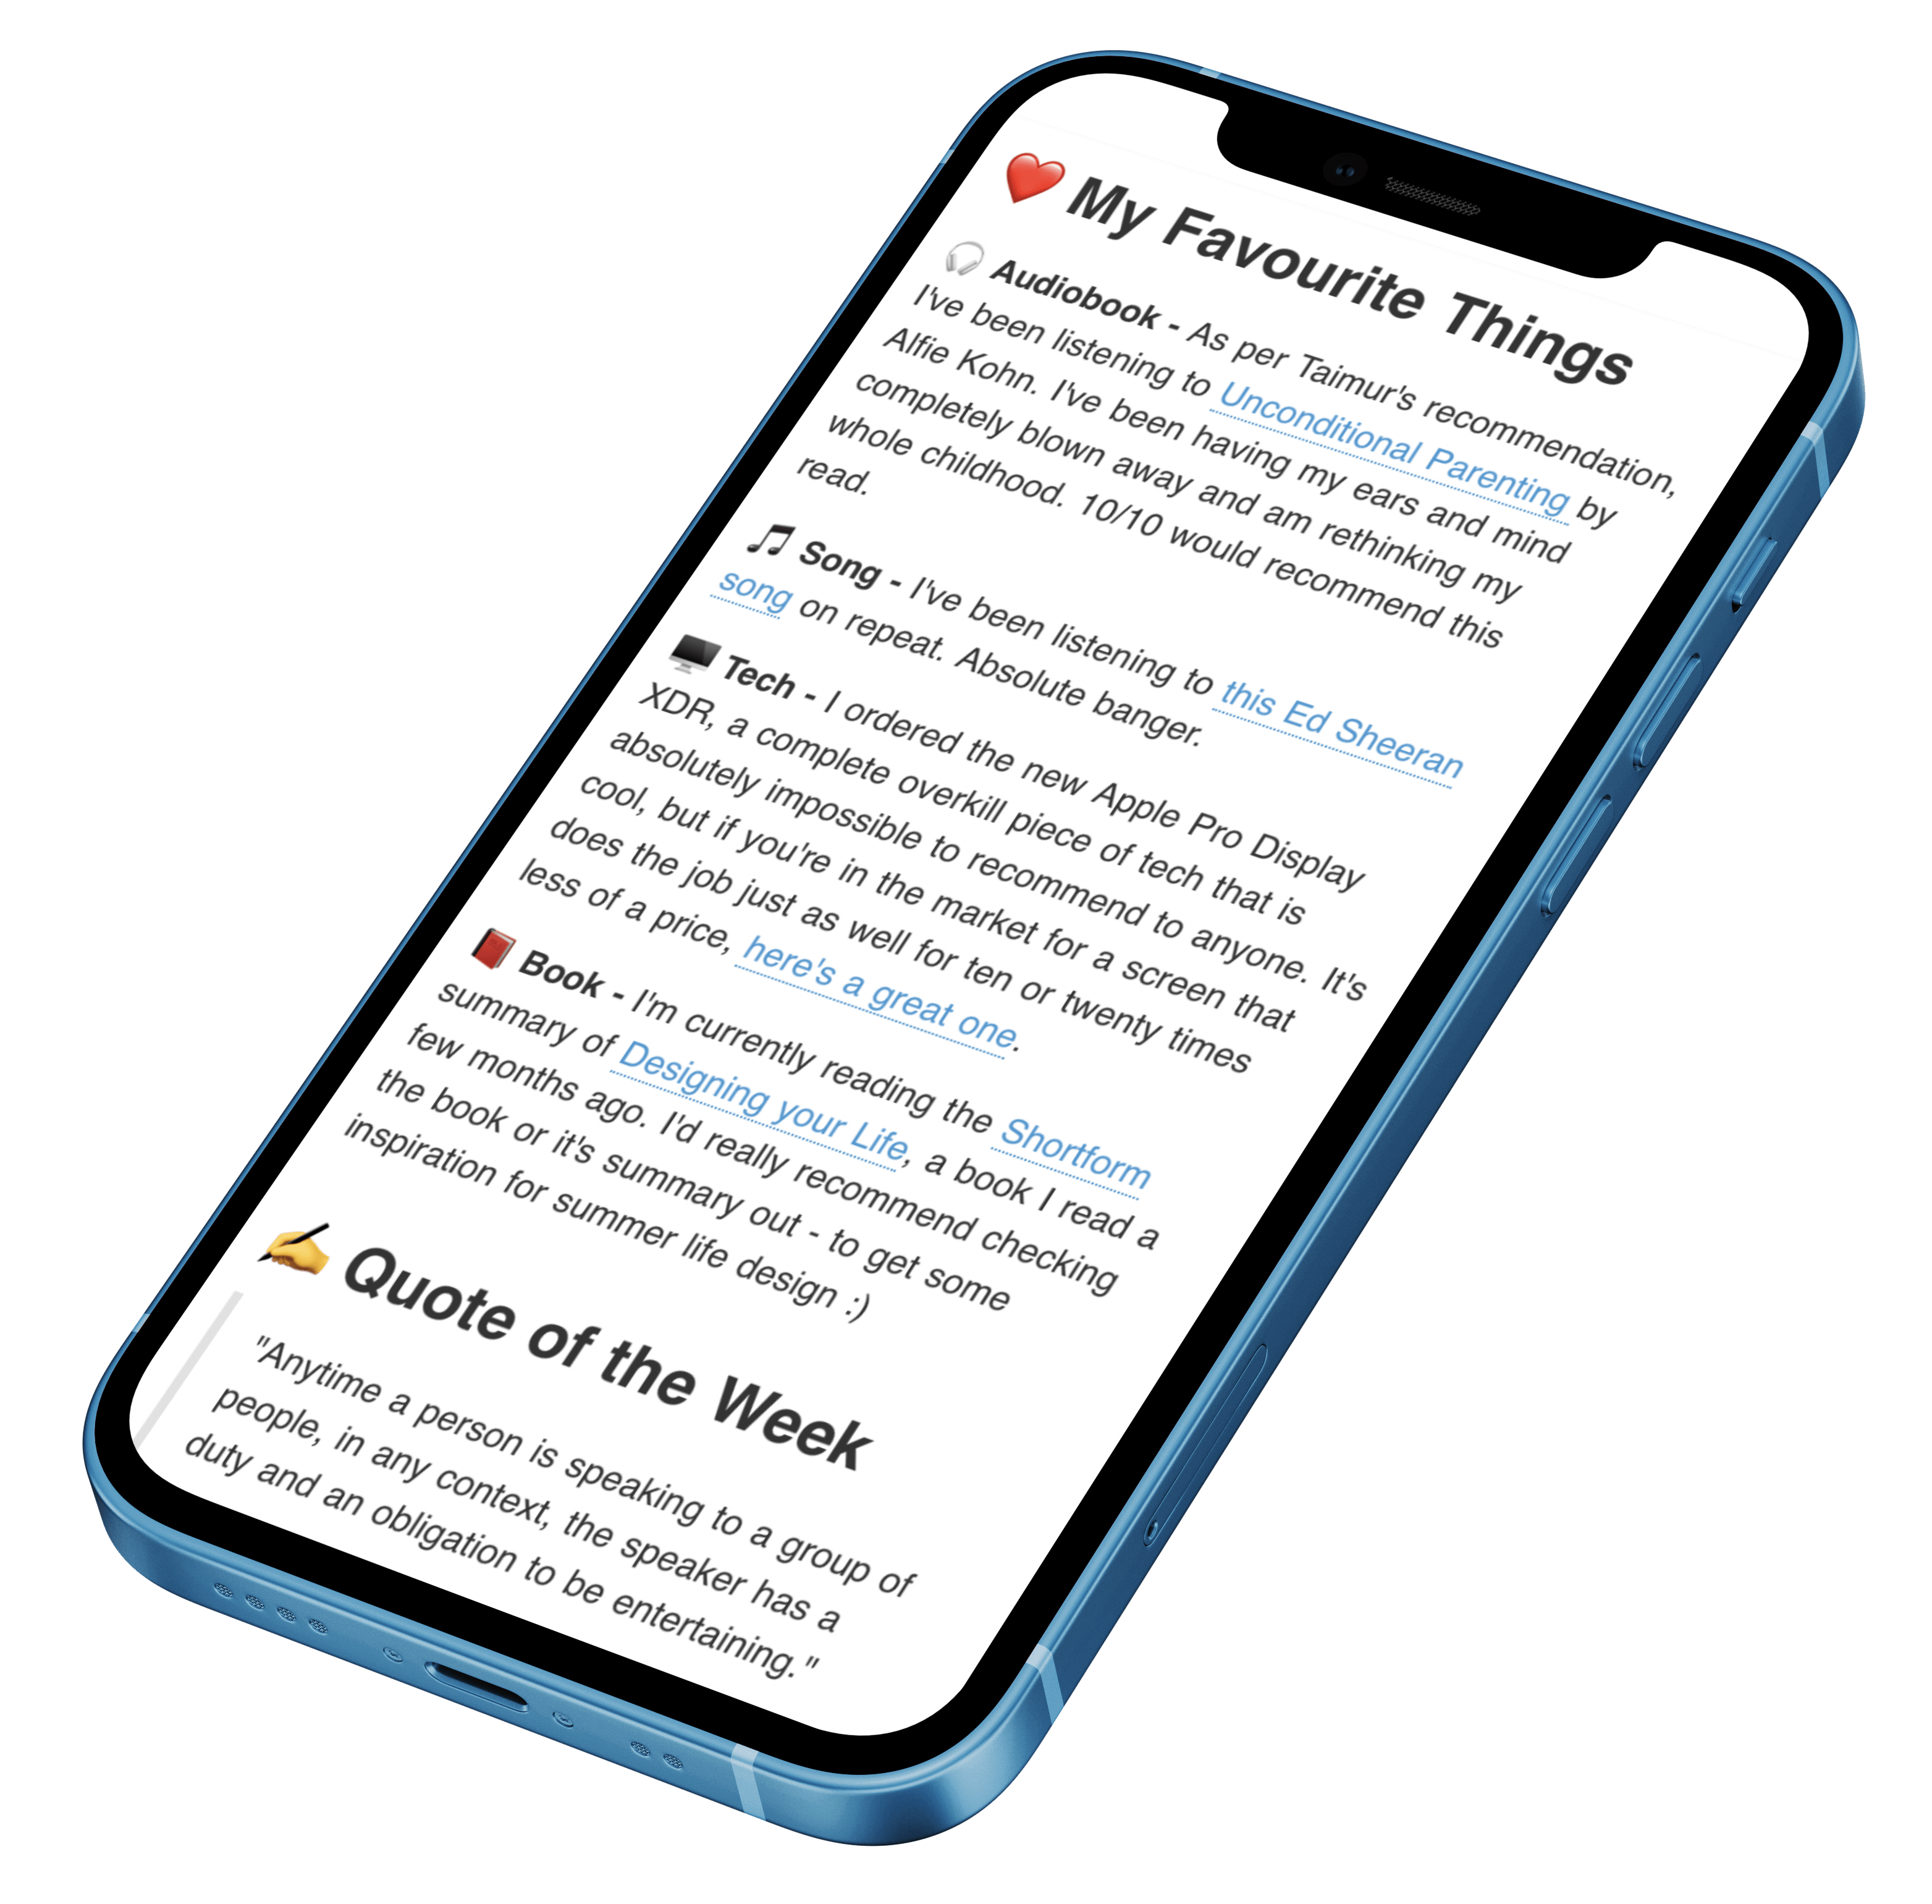 ❤️ My Favourite Things
🎧 Audiobook - As per Taimur's recommendation,
I've been listening to Unconditional Parenting by
Alfie Kohn. I've been having my ears and mind
completely blown away and am rethinking my
whole childhood. 10/10 would recommend this
read.
🎵 Song - I've been listening to this Ed Sheeran
song on repeat. Absolute banger.
🖥️ Tech - I ordered the new Apple Pro Display
XDR, a complete overkill piece of tech that is
absolutely impossible to recommend to anyone. It's
cool, but if you're in the market for a screen that
does the job just as well for ten or twenty times
less of a price, here's a great one.
📕 Book - I'm currently reading the Shortform
summary of Designing your Life, a book I read a
few months ago. I'd really recommend checking
the book or it's summary out - to get some
inspiration for summer life design :)
✍️ Quote of the Week
"Anytime a person is speaking to a group of
people, in any context, the speaker has a
duty and an obligation to be entertaining."